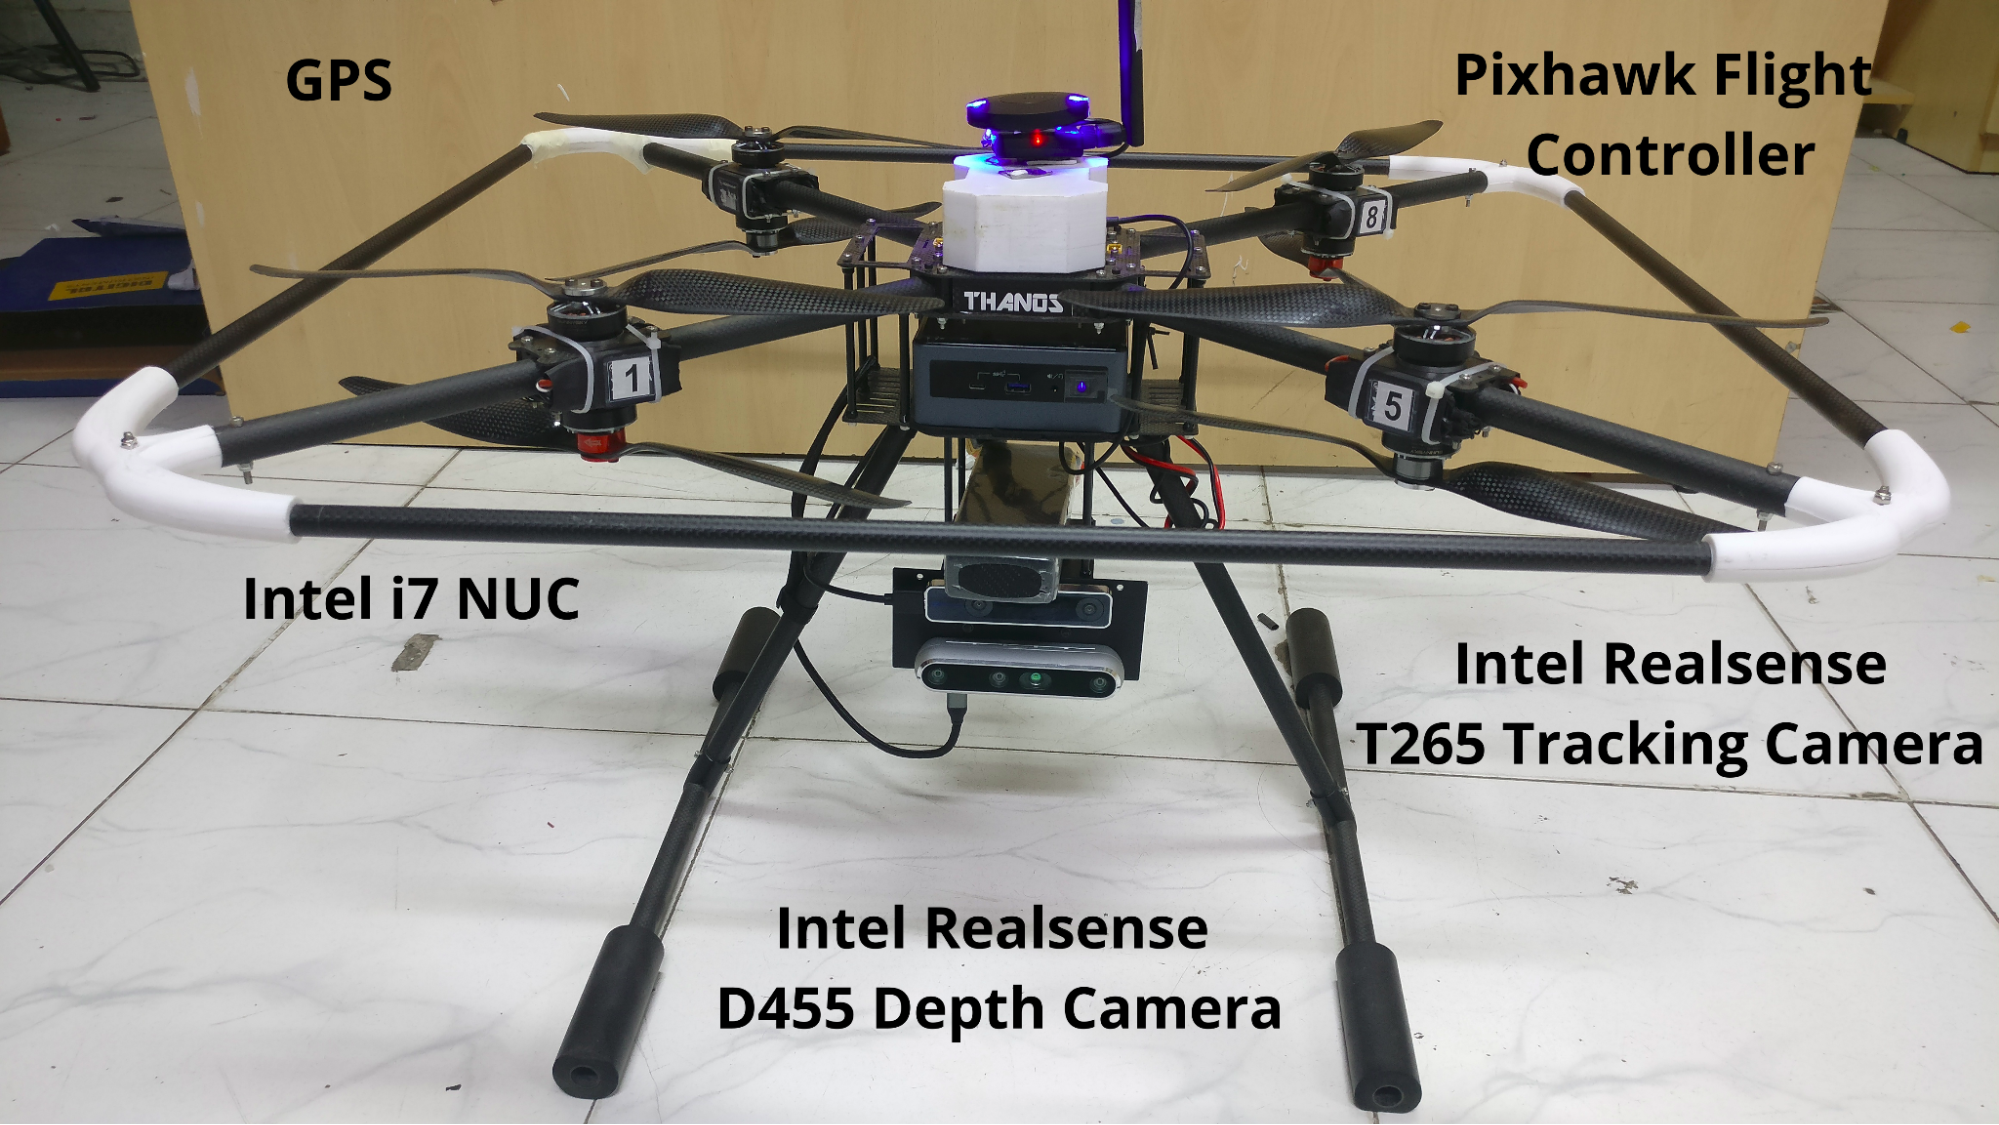 GPS
Pixhawk Flight
Controller
8
THANOS
1
5
DIGITEL
Intel i7 NUC
Intel Realsense
T265 Tracking Camera
Intel Realsense
D455 Depth Camera